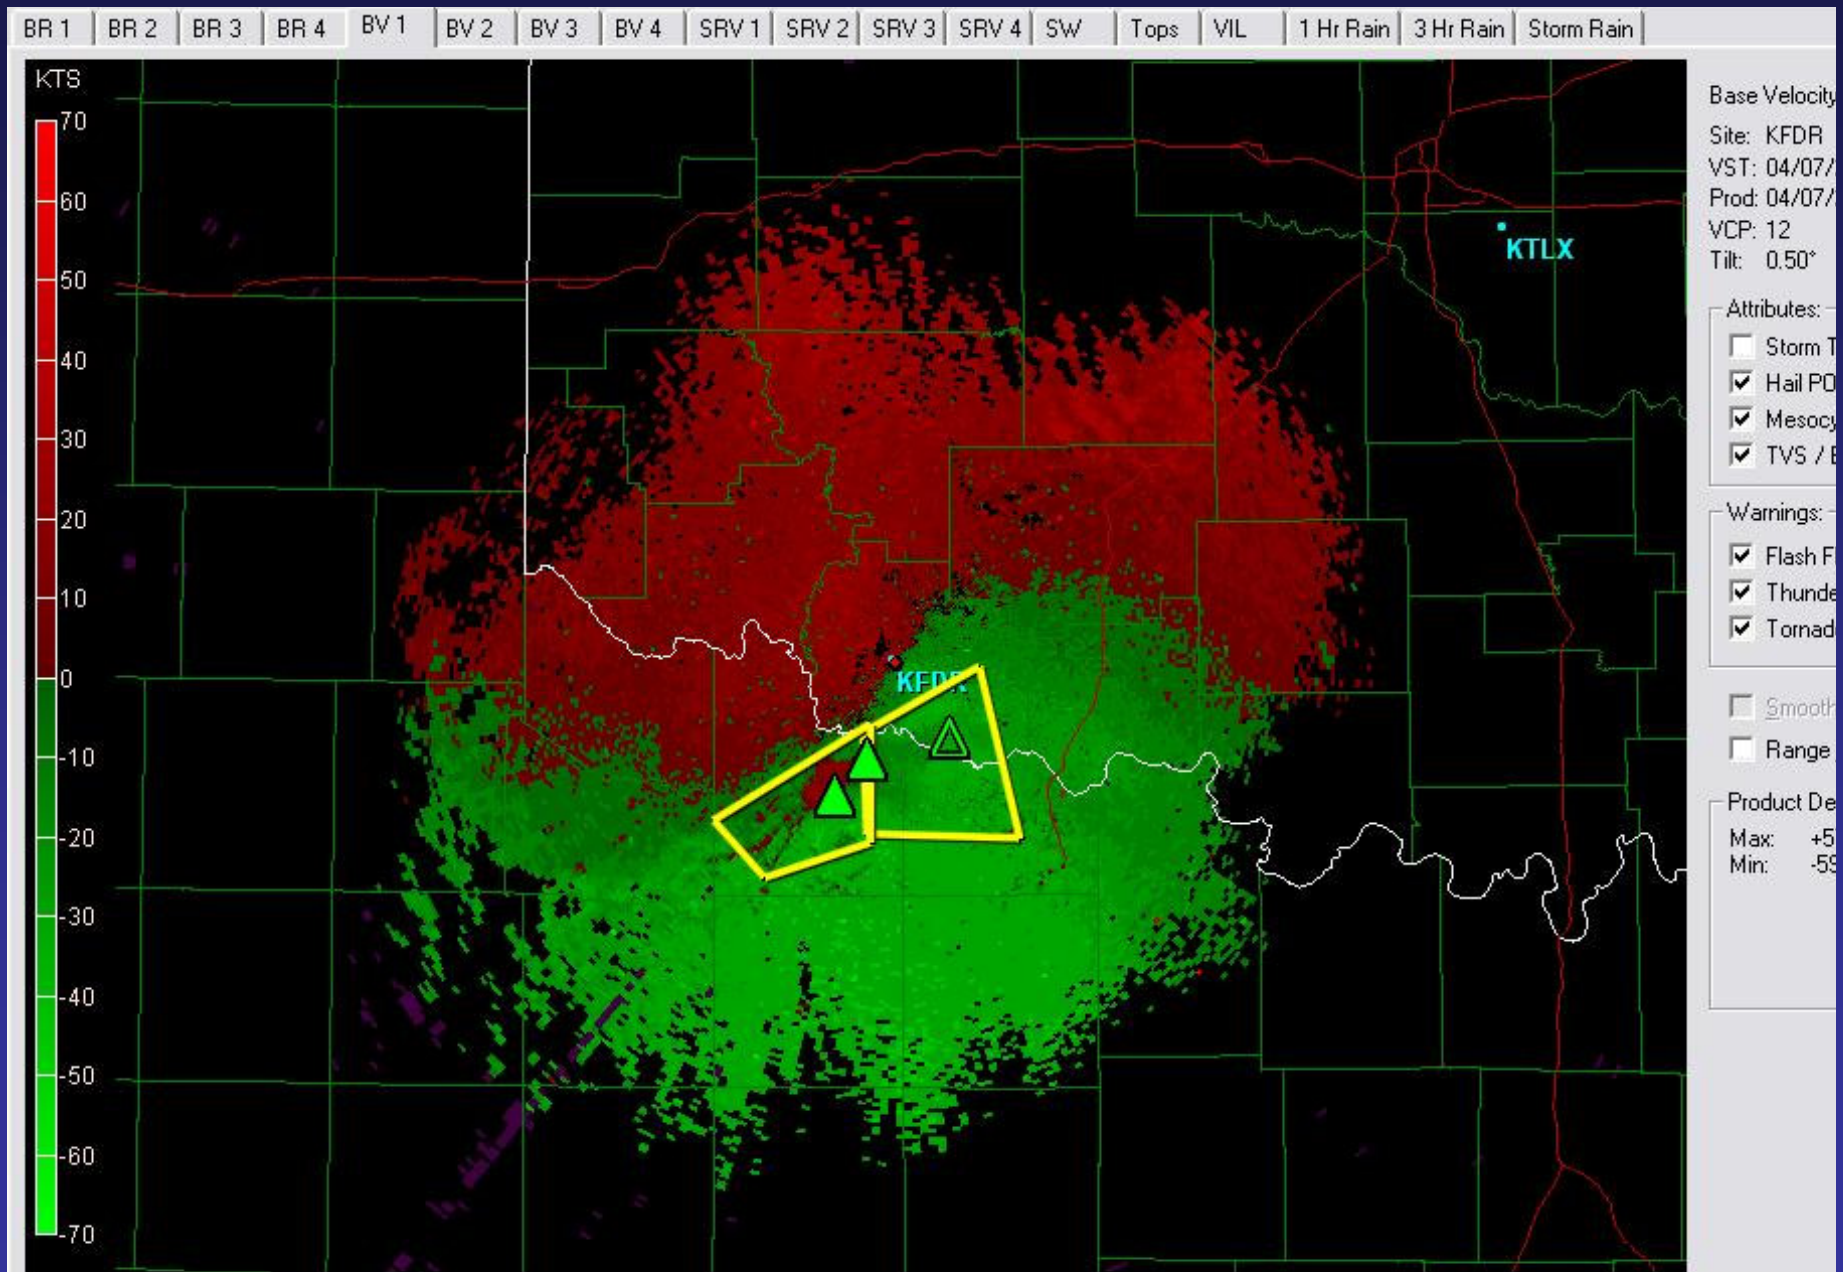 BR 1 BR 2 BR 3 BR 4 BV 1 BV 2 BV 3 BV 4 SRV 1 SRV 2 SRV 3 SRV 4 SW Tops VIL 1 Hr Rain 3 Hr Rain Storm Rain
KTS
70
60
50
40
30
20
10
0
-10
-20
-30
-40
-50
-60
-70
KTLX
KFDR
Base Velocity
Site: KFDR
VST: 04/07/
Prod: 04/07/
VCP: 12
Tilt: 0.50°
Attributes:
Storm T
Hail PO
Mesocy
TVS /
Warnings:
Flash F
Thunde
Tornad
Smooth
Range
Product De
Max: +5
Min: -59